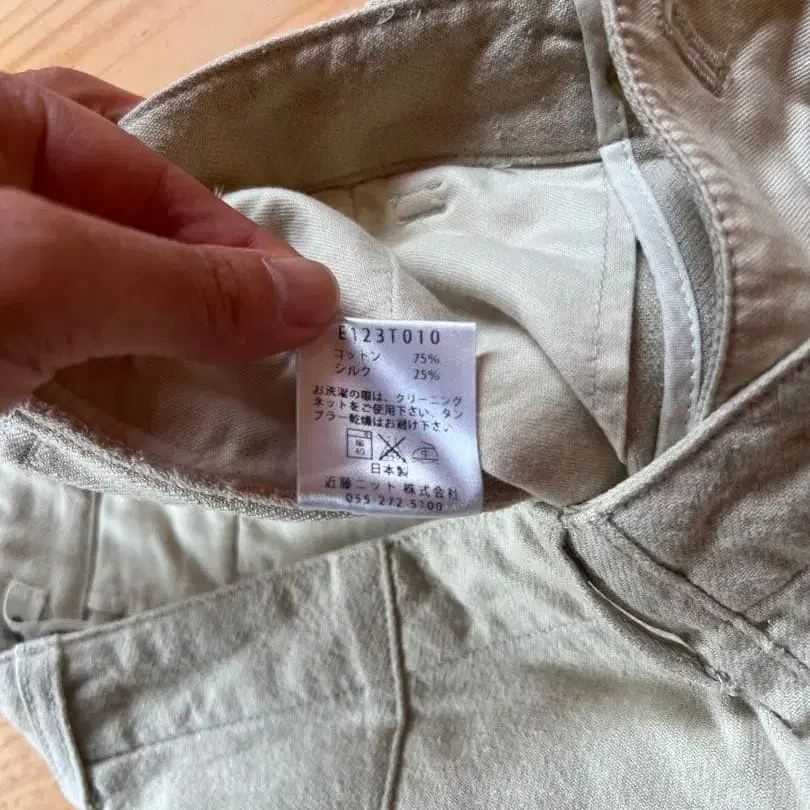 E123T010
コットン 75%
シルク 25%
お洗濯の際は、クリーニング
ネットをご使用下さい。タン
ブラー乾燥はお避け下さい。
40
日本製
近藤ニット 株式会社
055 272 5100